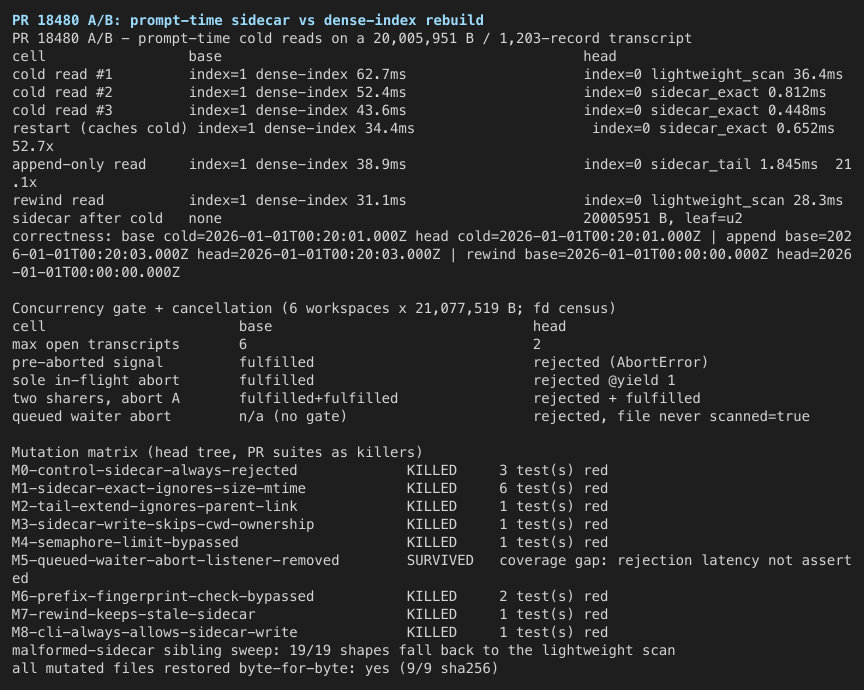 PR 18480 A/B: prompt-time sidecar vs dense-index rebuild
PR 18480 A/B – prompt-time cold reads on a 20,005,951 B / 1,203-record transcript
cell base head
cold read #1 index=1 dense-index 62.7ms index=0 lightweight_scan 36.4ms
cold read #2 index=1 dense-index 52.4ms index=0 sidecar_exact 0.812ms
cold read #3 index=1 dense-index 43.6ms index=0 sidecar_exact 0.448ms
restart (caches cold) index=1 dense-index 34.4ms index=0 sidecar_exact 0.652ms
52.7x
append-only read index=1 dense-index 38.9ms index=0 sidecar_tail 1.845ms 21
.1x
rewind read index=1 dense-index 31.1ms index=0 lightweight_scan 28.3ms
sidecar after cold none 20005951 B, leaf=u2
correctness: base cold=2026-01-01T00:20:01.000Z head cold=2026-01-01T00:20:01.000Z | append base=202
6-01-01T00:20:03.000Z head=2026-01-01T00:20:03.000Z | rewind base=2026-01-01T00:00:00.000Z head=2026
-01-01T00:00:00.000Z
Concurrency gate + cancellation (6 workspaces x 21,077,519 B; fd census)
cell base head
max open transcripts 6 2
pre-aborted signal fulfilled rejected (AbortError)
sole in-flight abort fulfilled rejected @yield 1
two sharers, abort A fulfilled+fulfilled rejected + fulfilled
queued waiter abort n/a (no gate) rejected, file never scanned=true
Mutation matrix (head tree, PR suites as killers)
M0-control-sidecar-always-rejected KILLED 3 test(s) red
M1-sidecar-exact-ignores-size-mtime KILLED 6 test(s) red
M2-tail-extend-ignores-parent-link KILLED 1 test(s) red
M3-sidecar-write-skips-cwd-ownership KILLED 1 test(s) red
M4-semaphore-limit-bypassed KILLED 1 test(s) red
M5-queued-waiter-abort-listener-removed SURVIVED coverage gap: rejection latency not assert
ed
M6-prefix-fingerprint-check-bypassed KILLED 2 test(s) red
M7-rewind-keeps-stale-sidecar KILLED 1 test(s) red
M8-cli-always-allows-sidecar-write KILLED 1 test(s) red
malformed-sidecar sibling sweep: 19/19 shapes fall back to the lightweight scan
all mutated files restored byte-for-byte: yes (9/9 sha256)